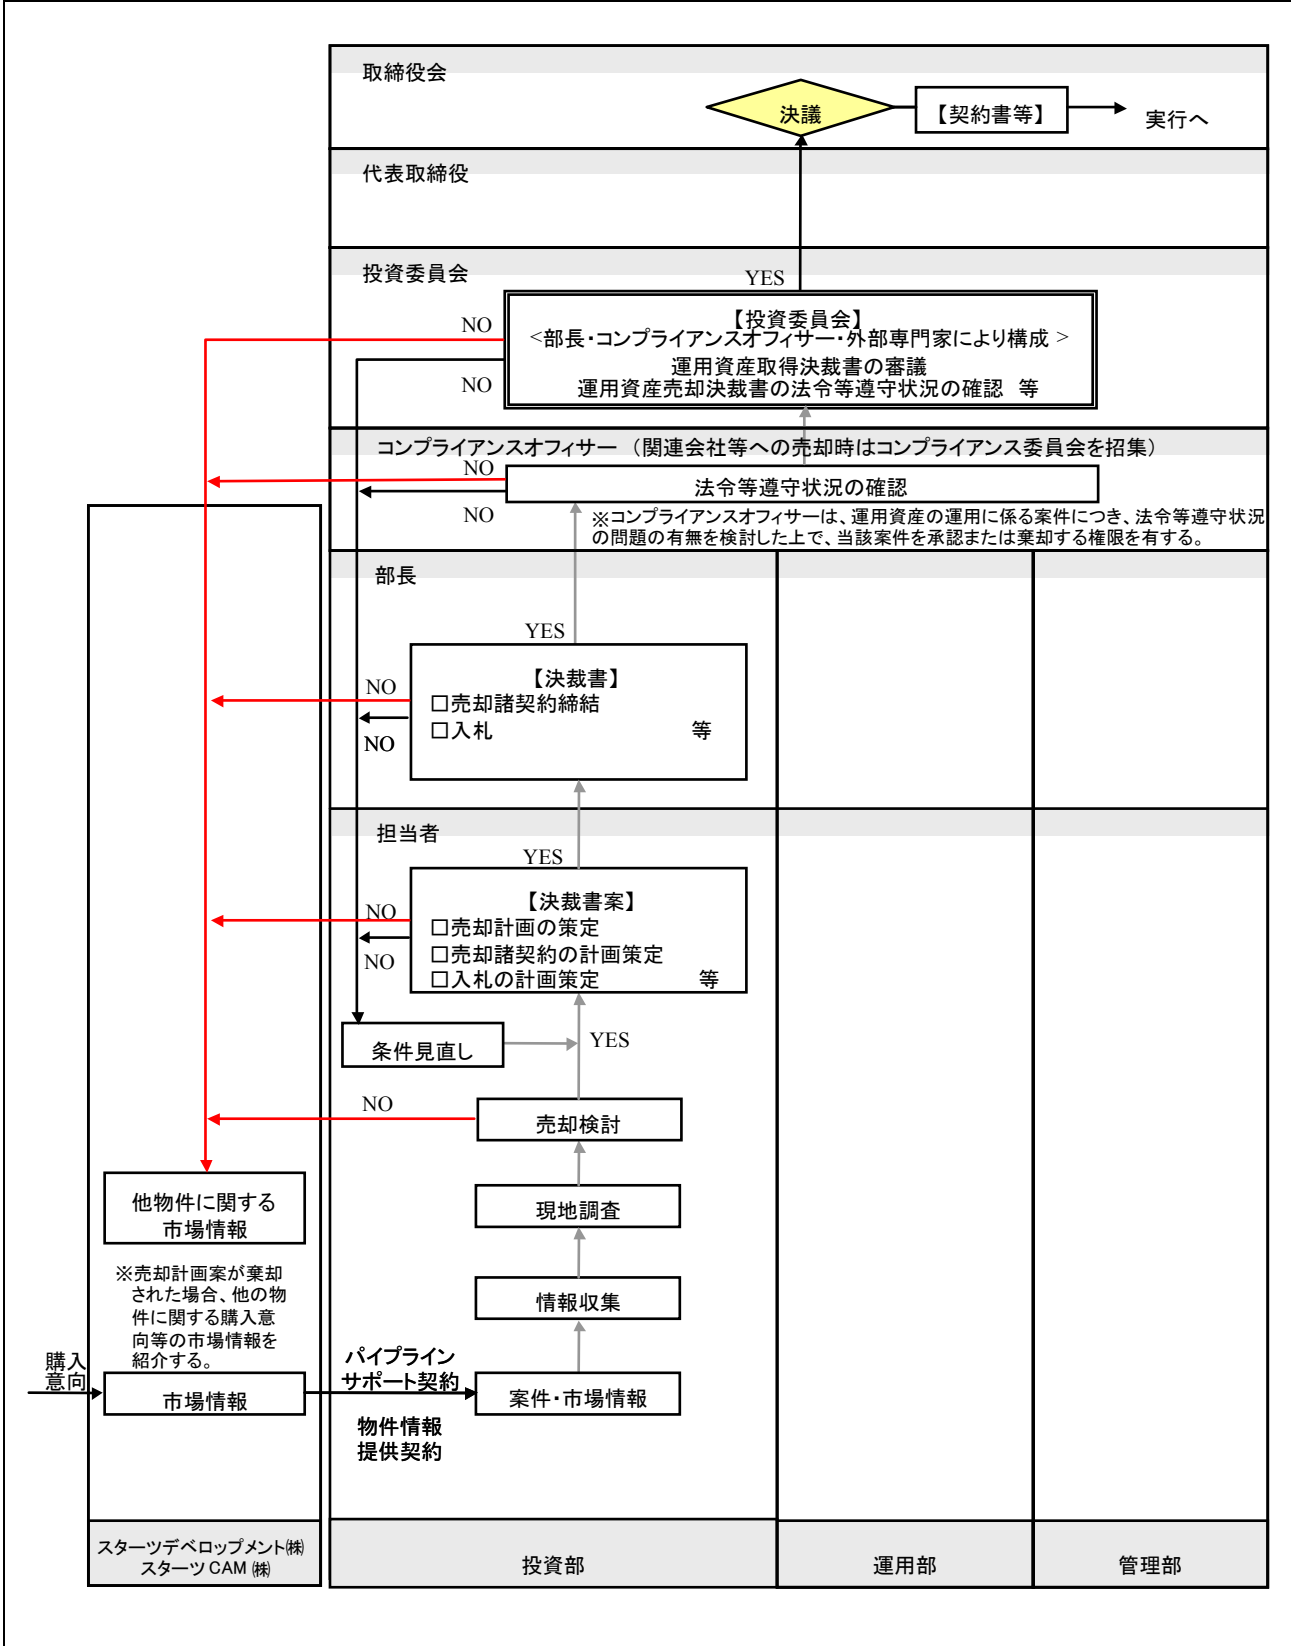 取締役会
決議
【契約書等】
実行へ
代表取締役
投資委員会
YES
NO
【投資委員会】
<部長・コンプライアンスオフィサー・外部専門家により構成 >
運用資産取得決裁書の審議
NO
運用資産売却決裁書の法令等遵守状況の確認 等
コンプライアンスオフィサー （関連会社等への売却時はコンプライアンス委員会を招集）
NO
法令等遵守状況の確認
NO
※コンプライアンスオフィサーは、運用資産の運用に係る案件につき、法令等遵守状況
の問題の有無を検討した上で、当該案件を承認または棄却する権限を有する。
部長
YES
【決裁書】
NO
□売却諸契約締結
□入札 等
NO
担当者
YES
【決裁書案】
NO
□売却計画の策定
□売却諸契約の計画策定
NO
□入札の計画策定 等
YES
条件見直し
NO
売却検討
他物件に関する
市場情報
現地調査
※売却計画案が棄却
された場合、他の物
件に関する購入意
向等の市場情報を
紹介する。
情報収集
購入
意向
市場情報
パイプライン
サポート契約
案件・市場情報
物件情報
提供契約
スターツデベロップメント㈱
スターツ CAM ㈱
投資部
運用部
管理部